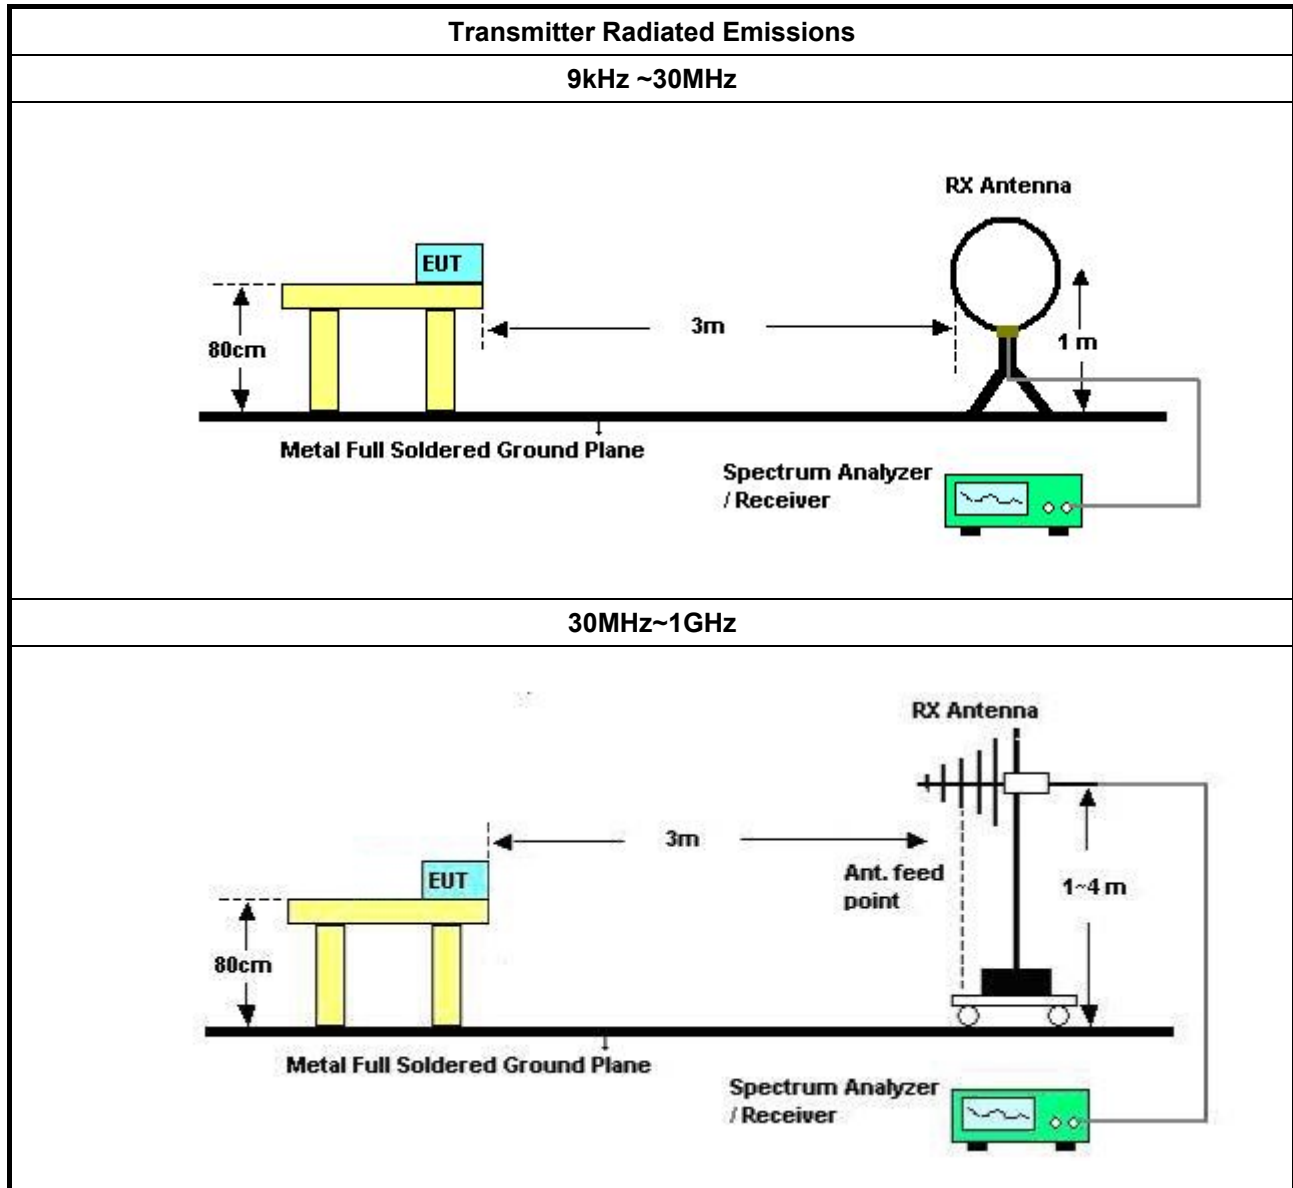 Transmitter Radiated Emissions
9kHz ~30MHz
RX Antenna
EUT
3m
80cm
1 m
Metal Full Soldered Ground Plane
Spectrum Analyzer
/ Receiver
30MHz~1GHz
RX Antenna
3m
EUT
Ant. feed
point
1~4 m
80cm
Metal Full Soldered Ground Plane
Spectrum Analyzer
/ Receiver